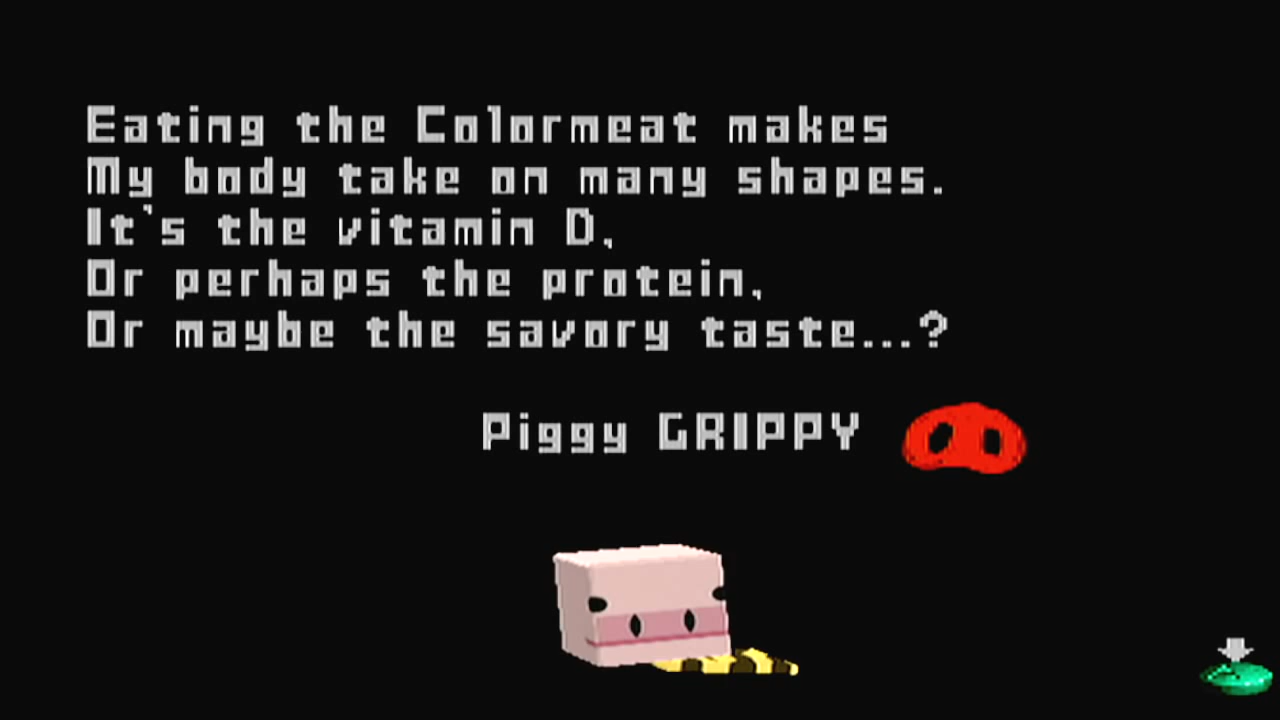 Eating the Colormeat makes
My body take on many shapes.
It's the vitamin D,
Or perhaps the protein,
Or maybe the savory taste...?
Piggy GRIPPY